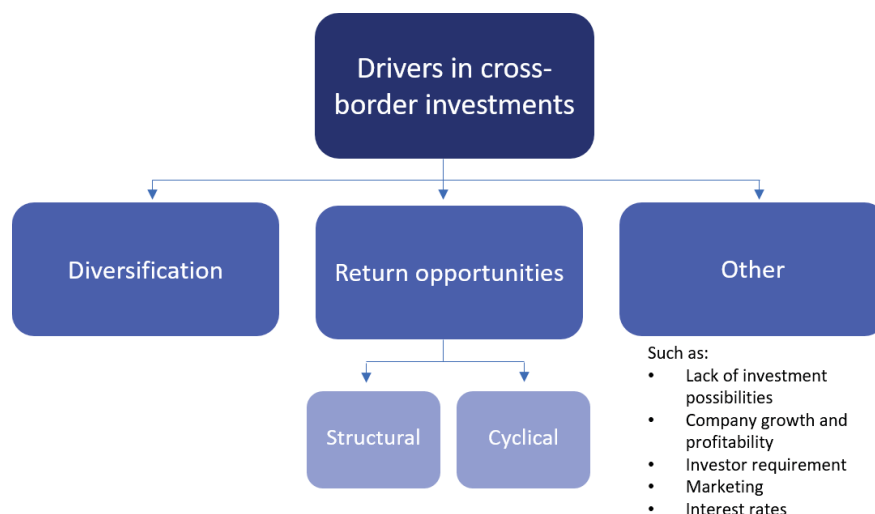 Drivers in cross-
border investments
Diversification
Return opportunities
Other
Structural
Cyclical
Such as:
• Lack of investment
possibilities
• Company growth and
profitability
• Investor requirement
• Marketing
• Interest rates